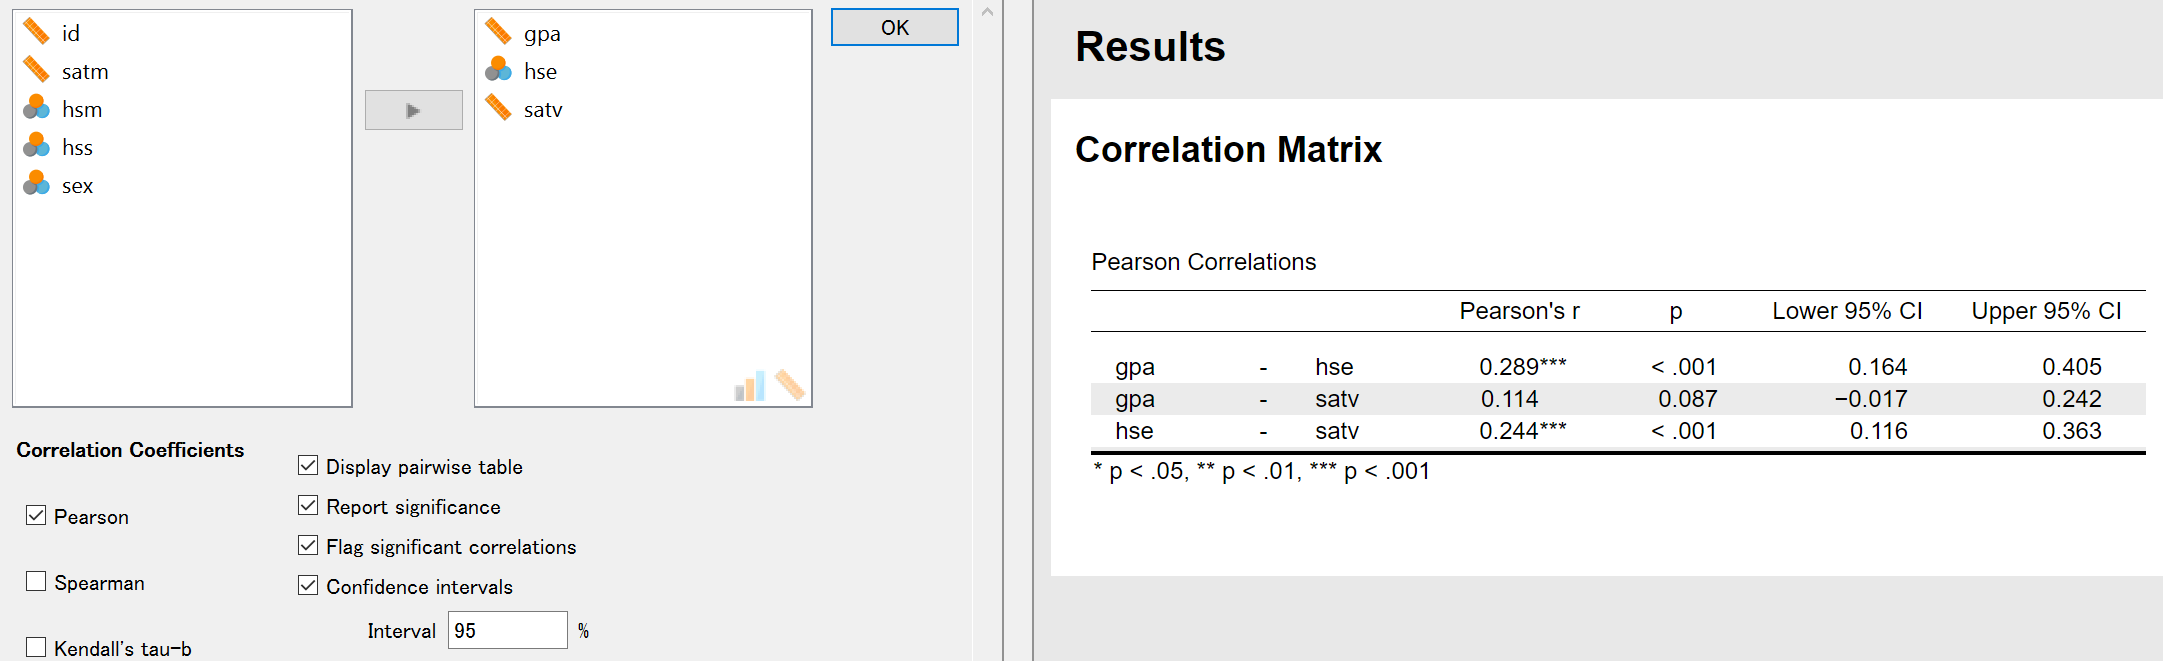 id
satm
hsm
hss
sex
gpa
hse
satv
OK
Correlation Coefficients
Pearson
Spearman
Kendall's tau-b
Display pairwise table
Report significance
Flag significant correlations
Confidence intervals
Interval 95 %
Results
Correlation Matrix
Pearson Correlations
Pearson's r p Lower 95% CI Upper 95% CI
gpa - hse 0.289*** < .001 0.164 0.405
gpa - satv 0.114 0.087 −0.017 0.242
hse - satv 0.244*** < .001 0.116 0.363
* p < .05, ** p < .01, *** p < .001